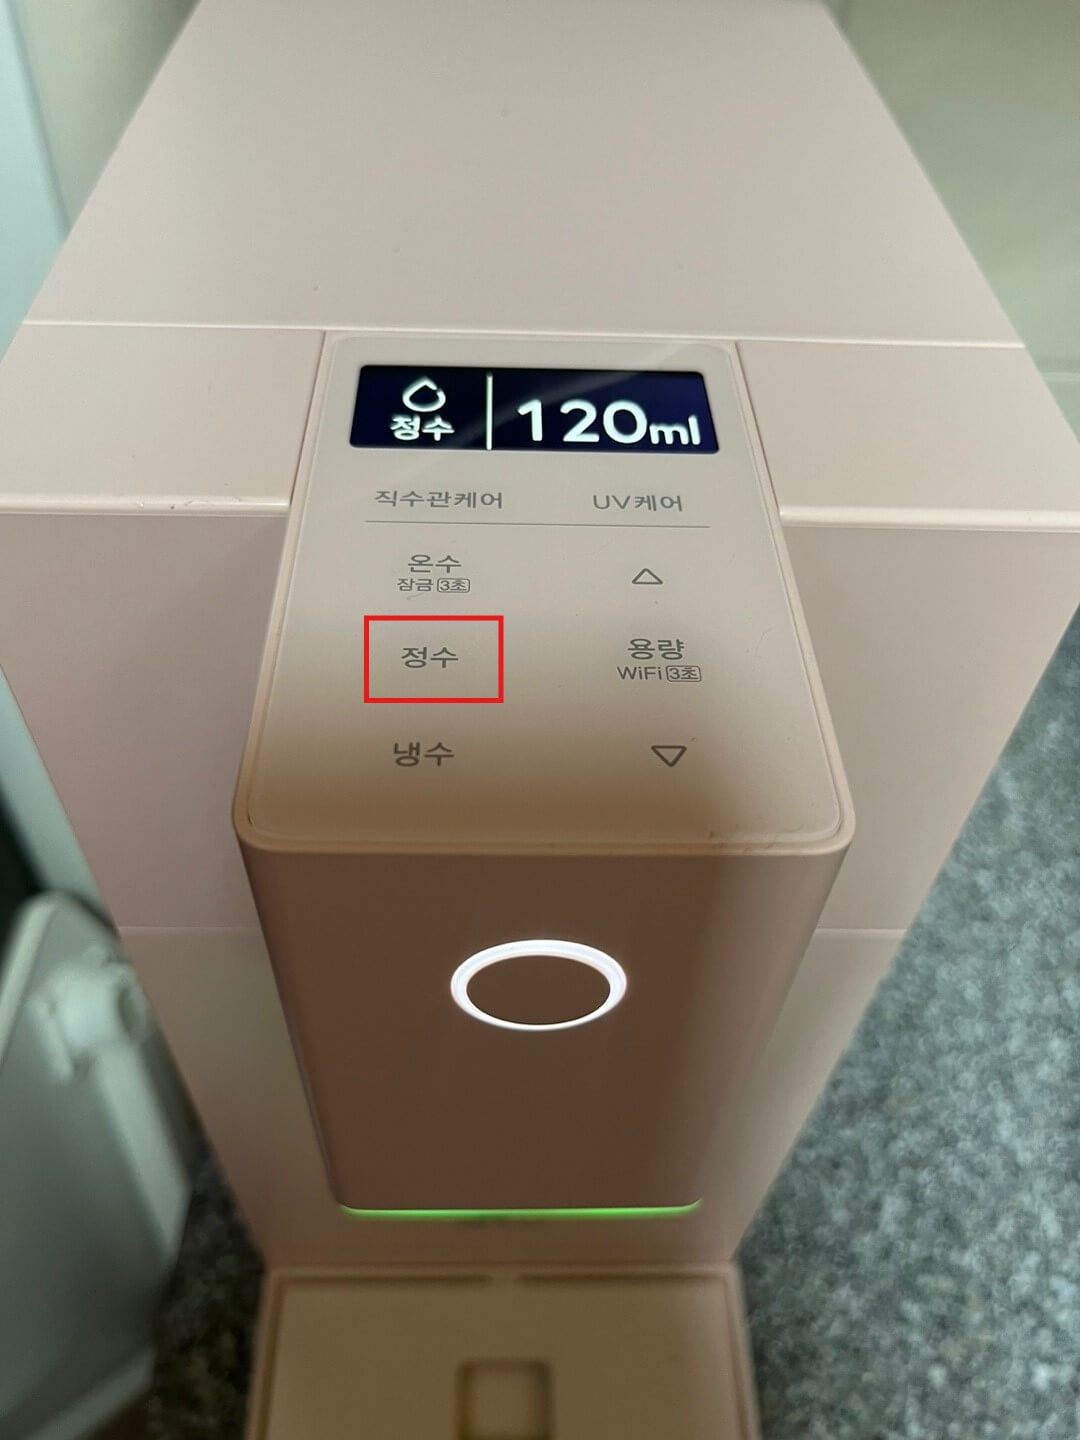 정수 120ml
직수관케어 UV케어
온수
잠금 3초
정수 용량
WiFi 3초
냉수